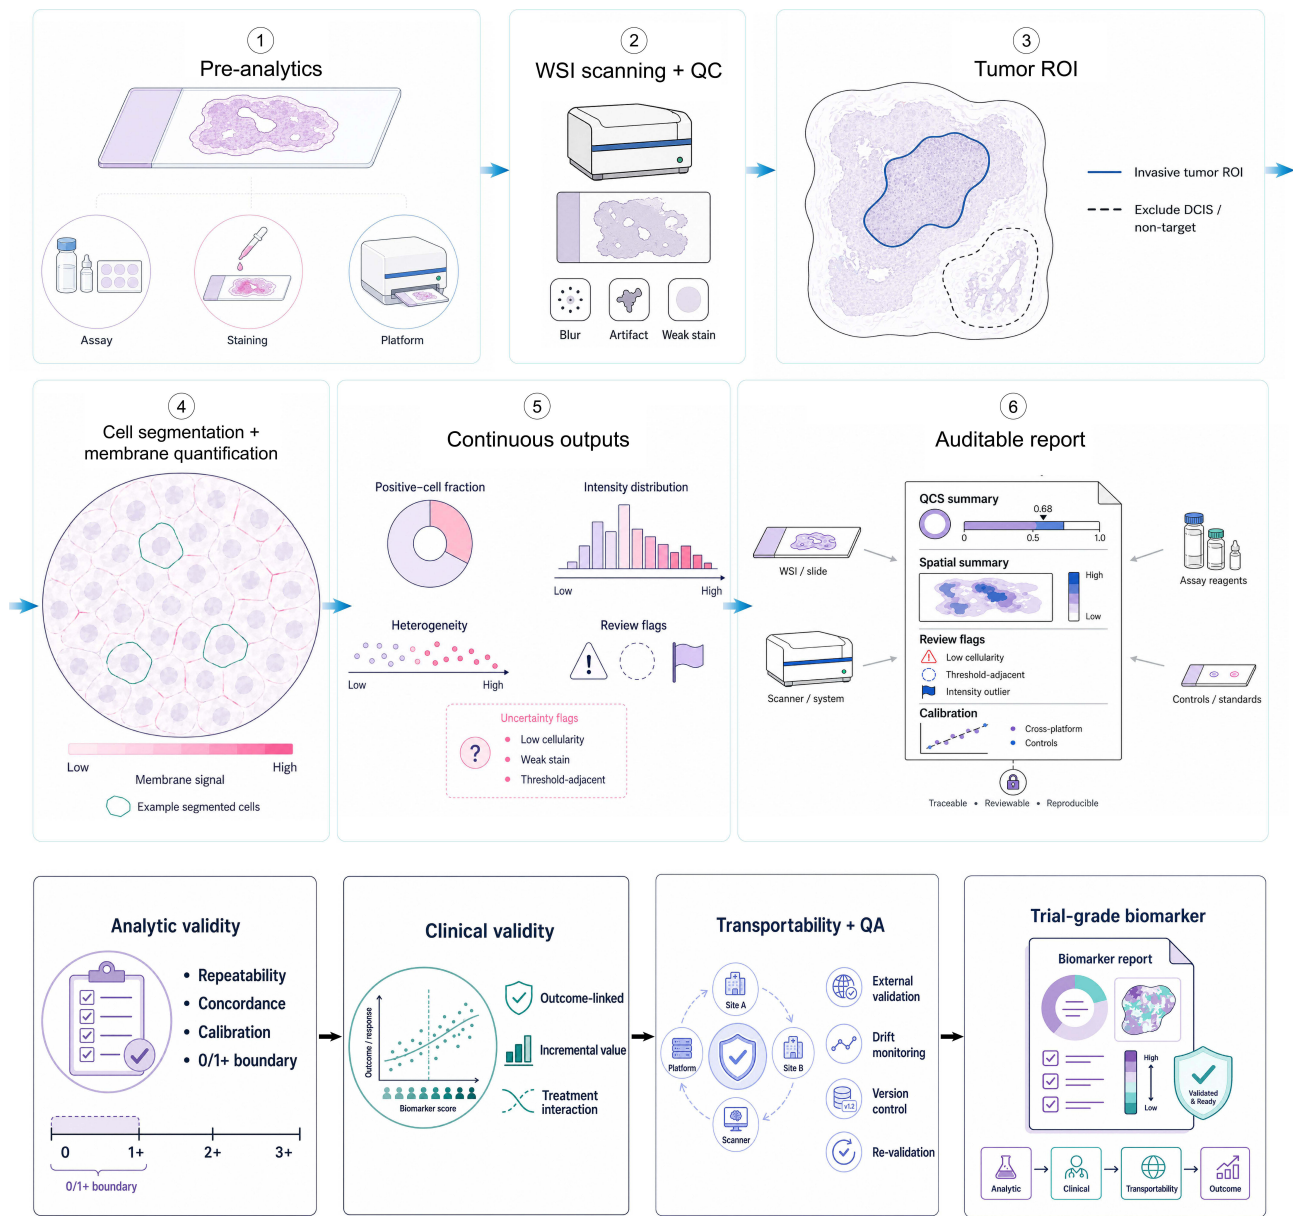 1
Pre-analytics
Assay
Staining
Platform
2
WSI scanning + QC
Blur
Artifact
Weak stain
3
Tumor ROI
Invasive tumor ROI
Exclude DCIS /
non-target
4
Cell segmentation +
membrane quantification
Low
High
Membrane signal
Example segmented cells
5
Continuous outputs
Positive–cell fraction
Intensity distribution
Low
High
Heterogeneity
Low
High
Review flags
!
Uncertainty flags
?
• Low cellularity
• Weak stain
• Threshold-adjacent
6
Auditable report
WSI / slide
Scanner / system
QCS summary
0.68
0
0.5
1.0
Spatial summary
High
Low
Review flags
! Low cellularity
Threshold-adjacent
Intensity outlier
Calibration
• Cross-platform
• Controls
Traceable • Reviewable • Reproducible
Assay reagents
Controls / standards
Analytic validity
• Repeatability
• Concordance
• Calibration
• 0/1+ boundary
0 1+ 2+ 3+
0/1+ boundary
Clinical validity
Outcome / response
Biomarker score
Outcome-linked
Incremental value
Treatment
interaction
Transportability + QA
Site A
Platform
Site B
Scanner
External
validation
Drift
monitoring
v1.2
Version
control
Re-validation
Trial-grade biomarker
Biomarker report
High
Low
Validated
& Ready
Analytic
Clinical
Transportability
Outcome